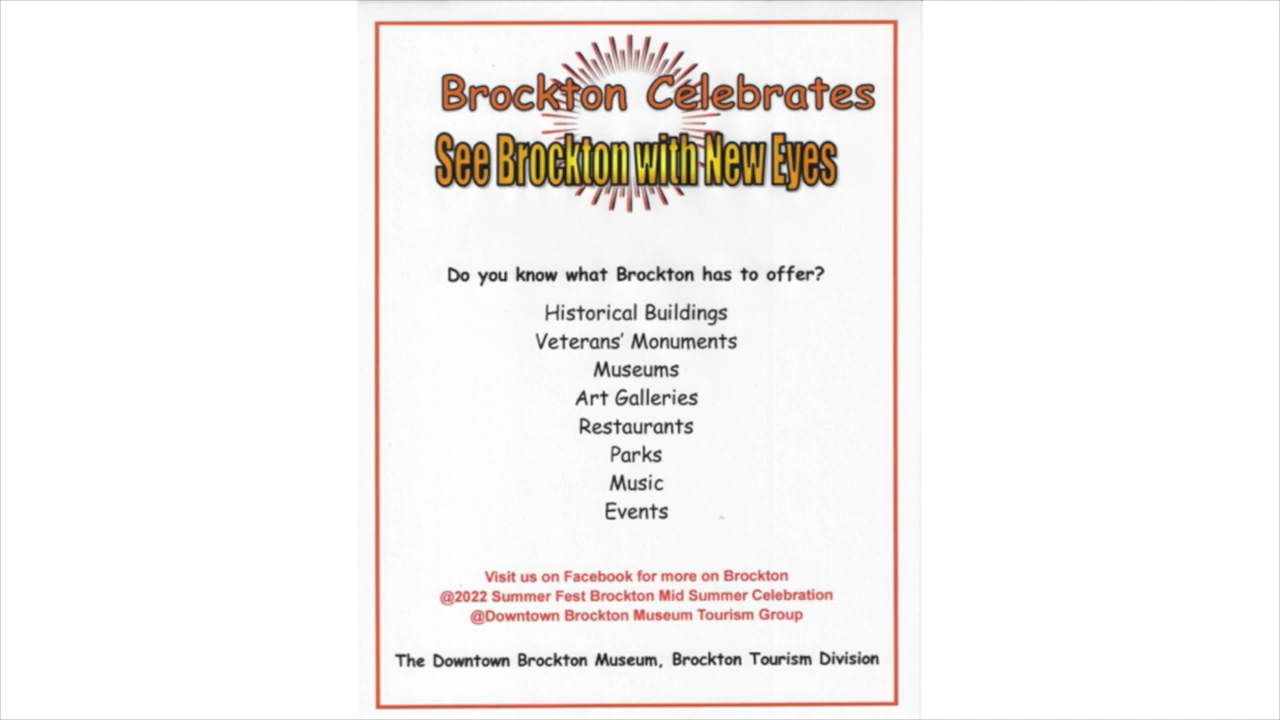 Brockton Celebrates
See Brockton with New Eyes
Do you know what Brockton has to offer?
Historical Buildings
Veterans' Monuments
Museums
Art Galleries
Restaurants
Parks
Music
Events
Visit us on Facebook for more on Brockton
@2022 Summer Fest Brockton Mid Summer Celebration
@Downtown Brockton Museum Tourism Group
The Downtown Brockton Museum, Brockton Tourism Division